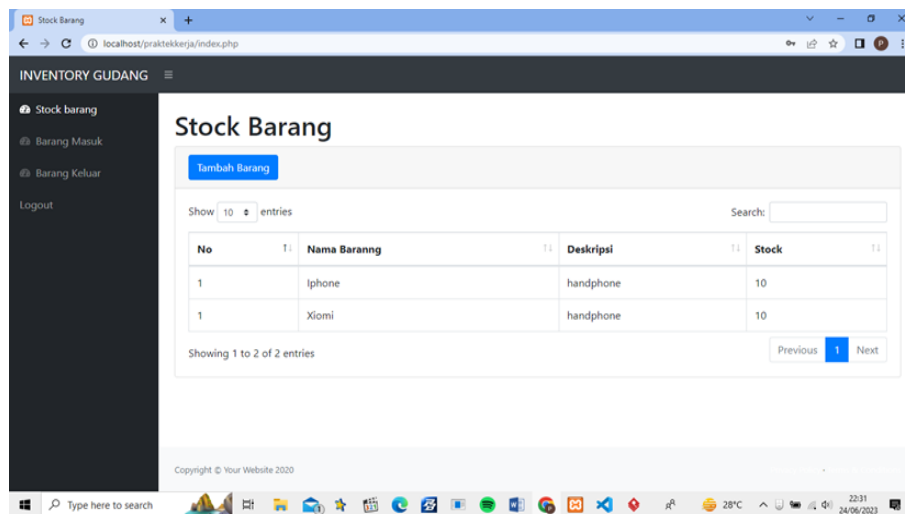 Stock Barang
localhost/praktekkerja/index.php
P
INVENTORY GUDANG
Stock barang
Barang Masuk
Barang Keluar
Logout
Stock Barang
Tambah Barang
Show 10 entries
Search:
No Nama Baranng Deskripsi Stock
1 Iphone handphone 10
1 Xiomi handphone 10
Showing 1 to 2 of 2 entries
Previous 1 Next
Copyright © Your Website 2020
Type here to search
28°C
22:31
24/06/2023